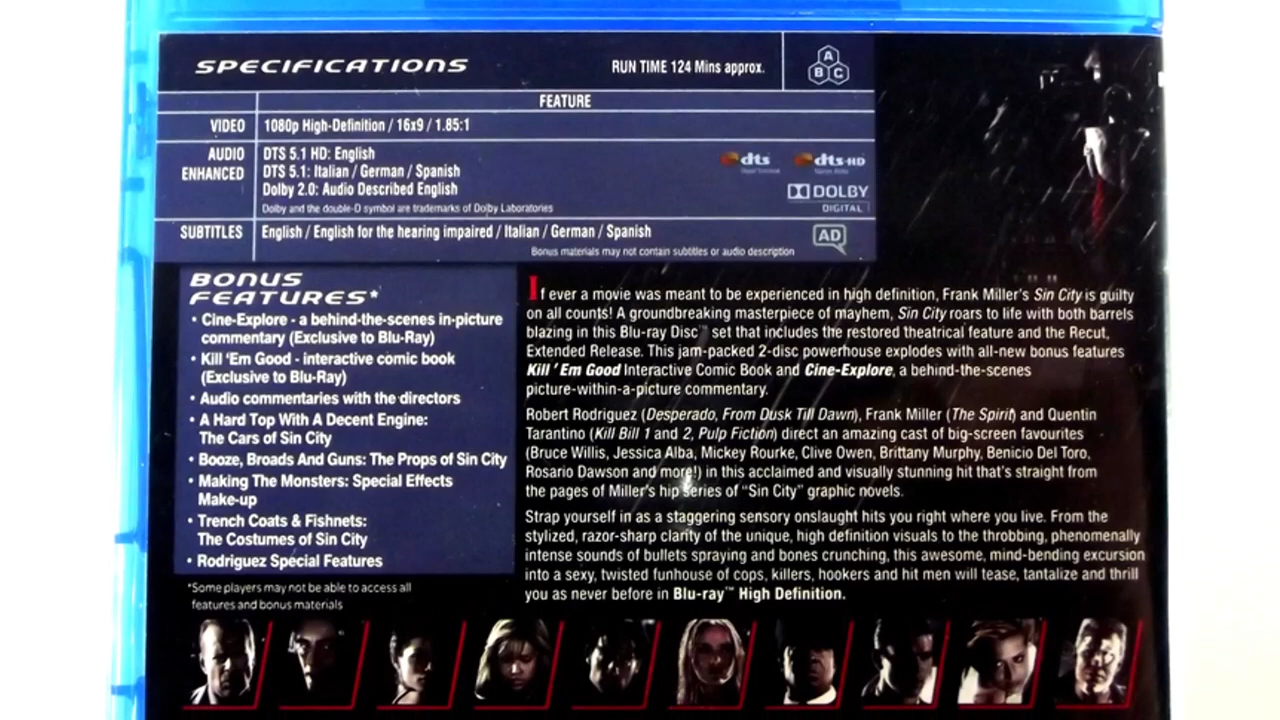 SPECIFICATIONS
RUN TIME 124 Mins approx.
A
B C
FEATURE
VIDEO
1080p High-Definition / 16x9 / 1.85:1
AUDIO
ENHANCED
DTS 5.1 HD: English
DTS 5.1: Italian / German / Spanish
Dolby 2.0: Audio Described English
Dolby and the double-D symbol are trademarks of Dolby Laboratories
dts
dts-HD
DOLBY
DIGITAL
SUBTITLES
English / English for the hearing impaired / Italian / German / Spanish
AD
Bonus materials may not contain subtitles or audio description
BONUS
FEATURES*
• Cine-Explore - a behind-the-scenes in-picture
commentary (Exclusive to Blu-Ray)
• Kill 'Em Good - interactive comic book
(Exclusive to Blu-Ray)
• Audio commentaries with the directors
• A Hard Top With A Decent Engine:
The Cars of Sin City
• Booze, Broads And Guns: The Props of Sin City
• Making The Monsters: Special Effects
Make-up
• Trench Coats & Fishnets:
The Costumes of Sin City
• Rodriguez Special Features
*Some players may not be able to access all
features and bonus materials
If ever a movie was meant to be experienced in high definition, Frank Miller's Sin City is guilty
on all counts! A groundbreaking masterpiece of mayhem, Sin City roars to life with both barrels
blazing in this Blu-ray Disc™ set that includes the restored theatrical feature and the Recut,
Extended Release. This jam-packed 2-disc powerhouse explodes with all-new bonus features
Kill 'Em Good Interactive Comic Book and Cine-Explore, a behind-the-scenes
picture-within-a-picture commentary.
Robert Rodriguez (Desperado, From Dusk Till Dawn), Frank Miller (The Spirit) and Quentin
Tarantino (Kill Bill 1 and 2, Pulp Fiction) direct an amazing cast of big-screen favourites
(Bruce Willis, Jessica Alba, Mickey Rourke, Clive Owen, Brittany Murphy, Benicio Del Toro,
Rosario Dawson and more!) in this acclaimed and visually stunning hit that's straight from
the pages of Miller's hip series of "Sin City" graphic novels.
Strap yourself in as a staggering sensory onslaught hits you right where you live. From the
stylized, razor-sharp clarity of the unique, high definition visuals to the throbbing, phenomenally
intense sounds of bullets spraying and bones crunching, this awesome, mind-bending excursion
into a sexy, twisted funhouse of cops, killers, hookers and hit men will tease, tantalize and thrill
you as never before in Blu-ray™ High Definition.